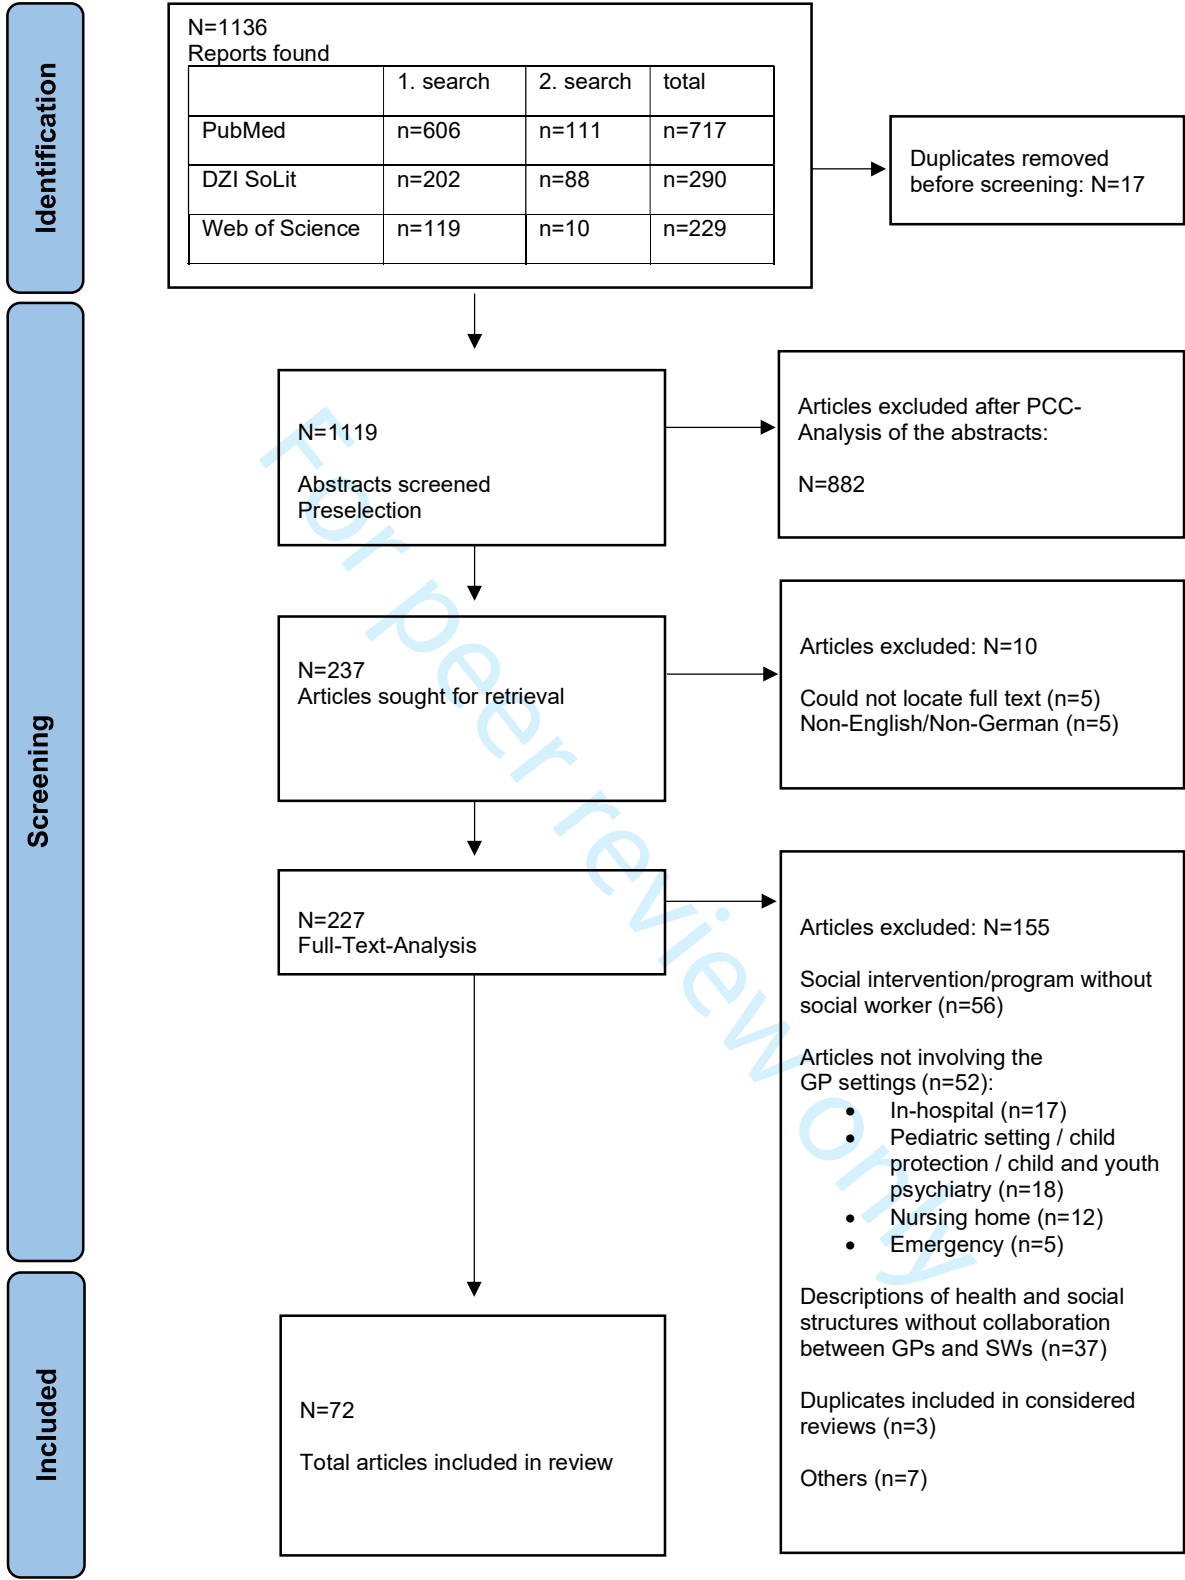 Identification
N=1136
Reports found
1. search 2. search total
PubMed n=606 n=111 n=717
DZI SoLit n=202 n=88 n=290
Web of Science n=119 n=10 n=229
Duplicates removed
before screening: N=17
Screening
N=1119
Abstracts screened
Preselection
Articles excluded after PCC-
Analysis of the abstracts:
N=882
N=237
Articles sought for retrieval
Articles excluded: N=10
Could not locate full text (n=5)
Non-English/Non-German (n=5)
N=227
Full-Text-Analysis
Articles excluded: N=155
Social intervention/program without
social worker (n=56)
Articles not involving the
GP settings (n=52):
• In-hospital (n=17)
• Pediatric setting / child
protection / child and youth
psychiatry (n=18)
• Nursing home (n=12)
• Emergency (n=5)
Descriptions of health and social
structures without collaboration
between GPs and SWs (n=37)
Duplicates included in considered
reviews (n=3)
Others (n=7)
Included
N=72
Total articles included in review
For peer review only